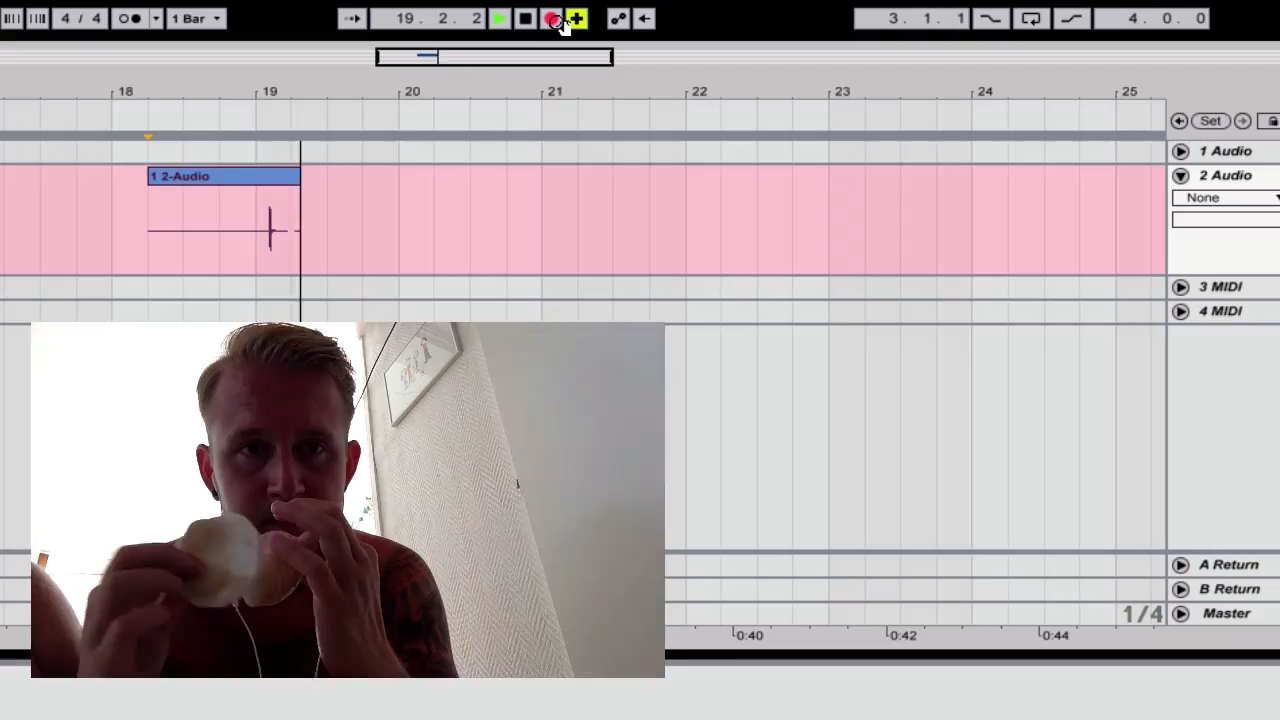 4 / 4 1 Bar 19. 2. 2 3. 1. 1 4. 0. 0
18 19 20 21 22 23 24 25
Set
1 Audio
1 2-Audio 2 Audio
None
3 MIDI
4 MIDI
A Return
B Return
1/4 Master
0:40 0:42 0:44